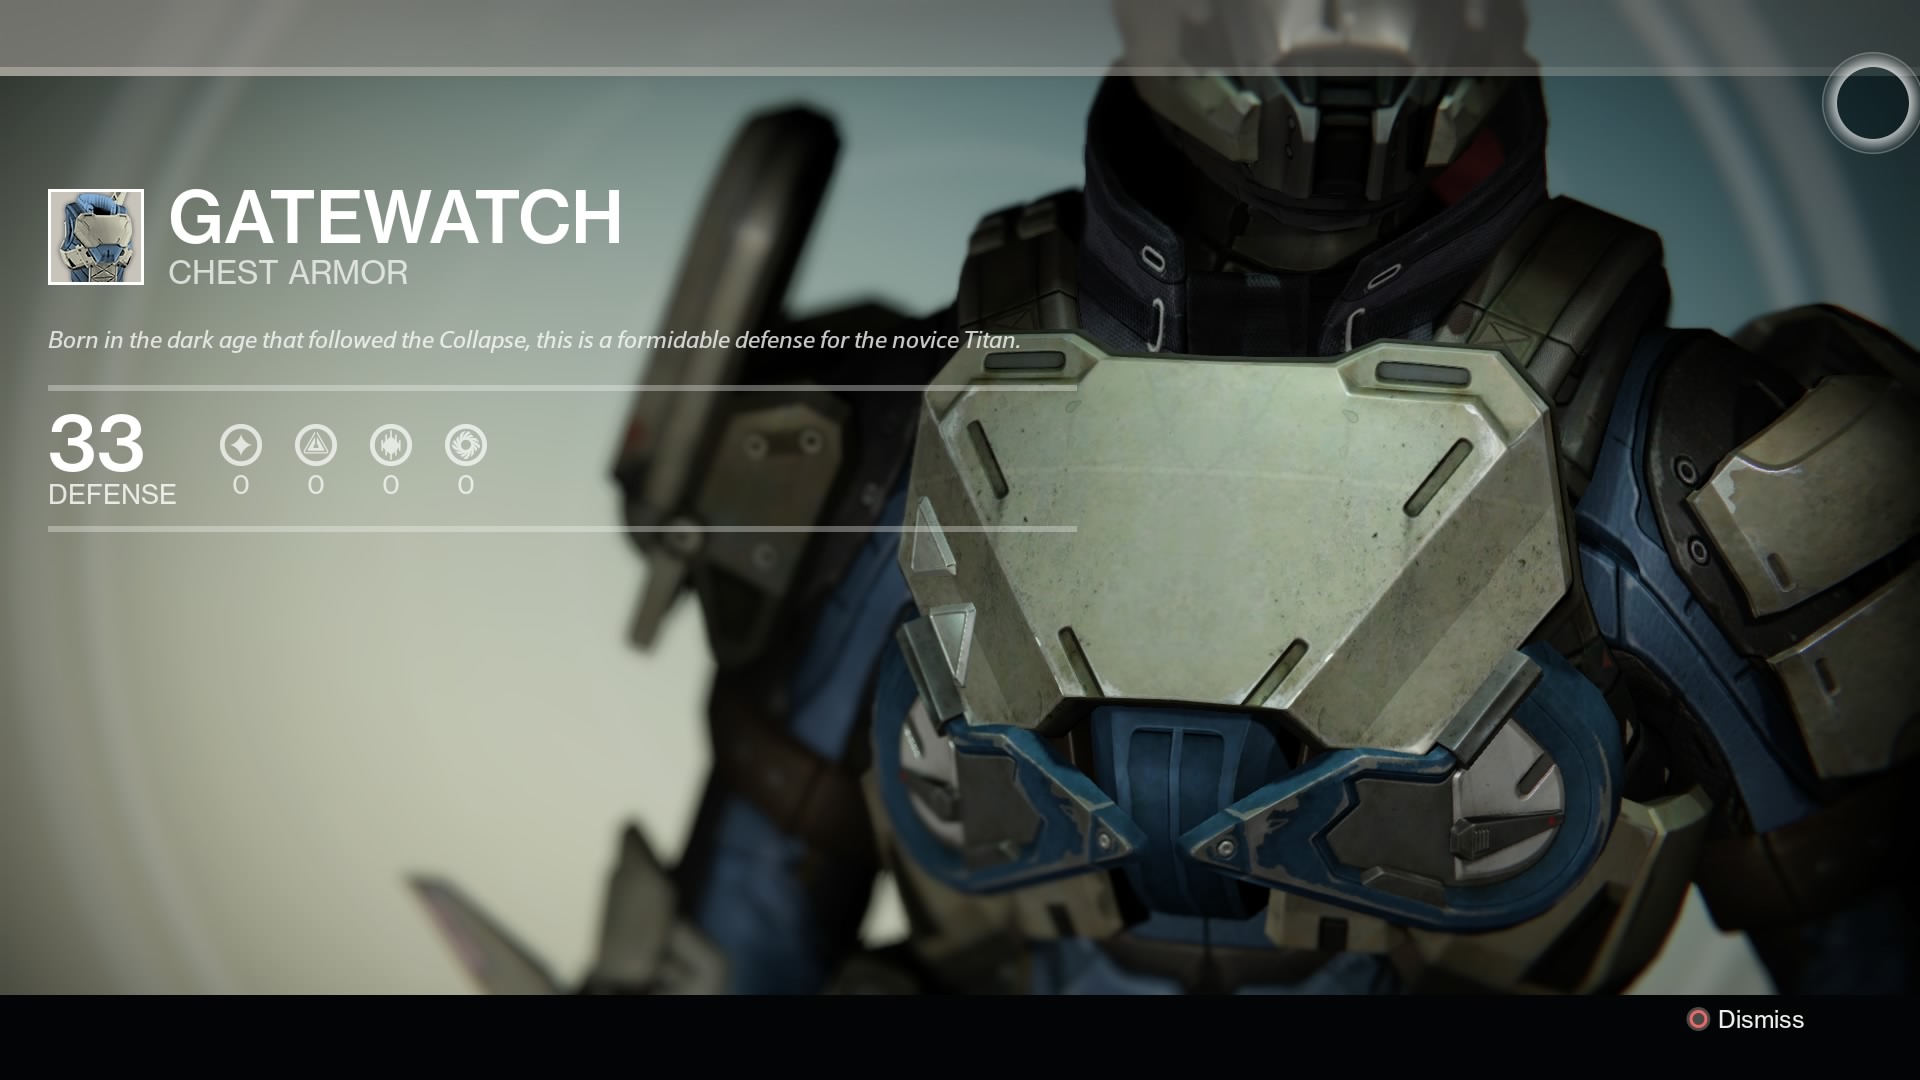 GATEWATCH
CHEST ARMOR
Born in the dark age that followed the Collapse, this is a formidable defense for the novice Titan.
33
DEFENSE
0 0 0 0
Dismiss